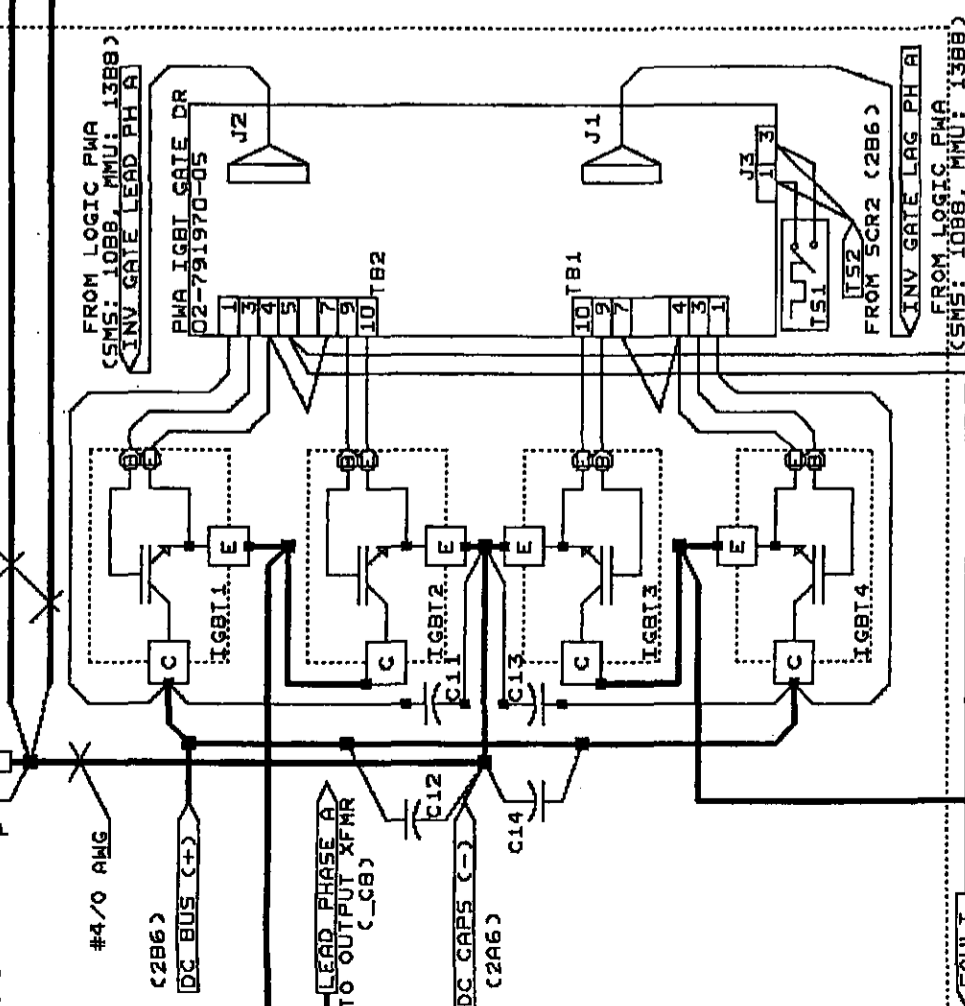 FROM LOGIC PWA
(SMS: 10B8, MMU: 13B8)
INV GATE LEAD PH A
PWA IGBT GATE DR
02-791970-05
J2
J1
J3
1 3
TS1
TS2
FROM SCR2 (2B6)
INV GATE LAG PH A
FROM LOGIC PWA
(SMS: 10B8, MMU: 13B8)
1 3 4 5 7 9 10
TB2
10 9 7 4 3 1
TB1
B E
B E
E B
E B
E
E
E
E
C
C
C
C
IGBT1
IGBT2
IGBT3
IGBT4
C11
C13
C12
C14
#4/0 AWG
(2B6)
DC BUS (+)
LEAD PHASE A
TO OUTPUT XFMR
(_C8)
DC CAPS (-)
(2A6)